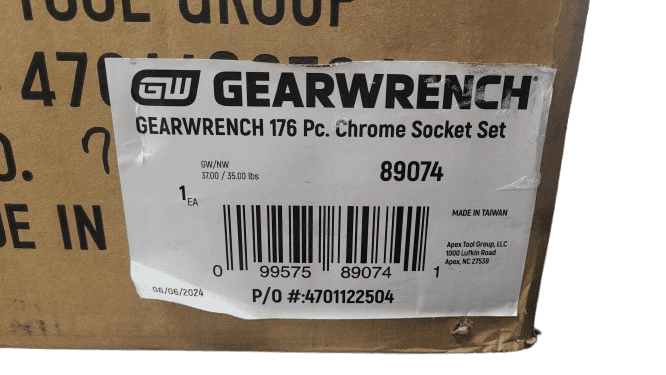 TOOL GROUP
GW GEARWRENCH®
GEARWRENCH 176 Pc. Chrome Socket Set
GW/NW
37.00 / 35.00 lbs
89074
1 EA
MADE IN TAIWAN
Apex Tool Group, LLC
1000 Lufkin Road
Apex, NC 27539
0 99575 89074 1
06/06/2024
P/O #:4701122504
DE IN